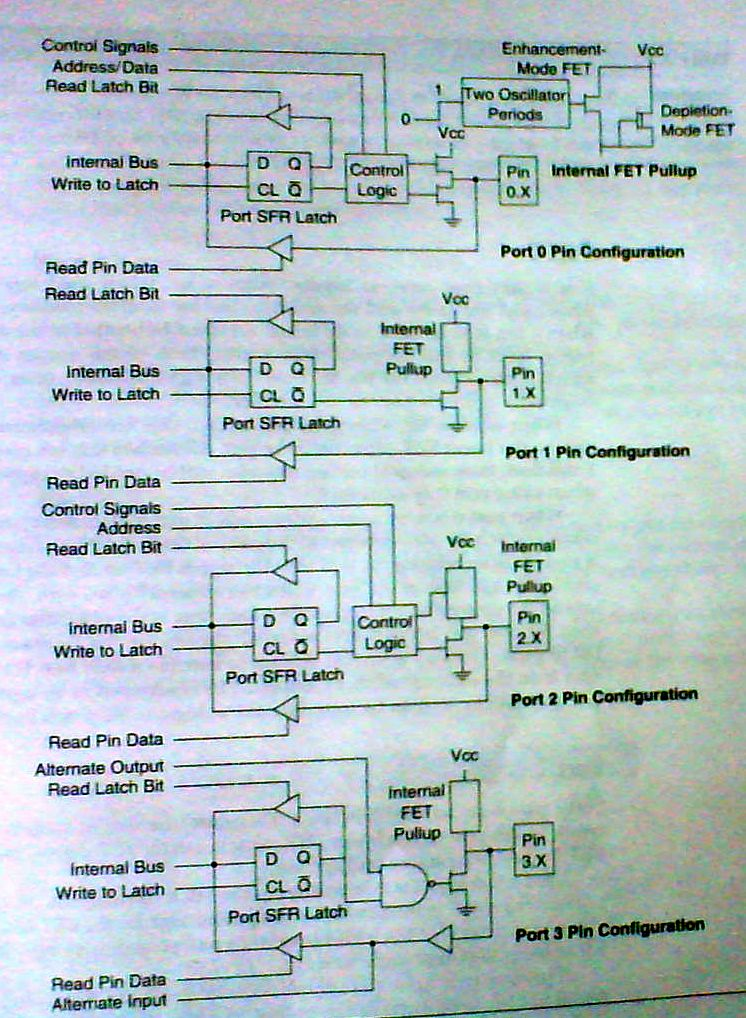 Control Signals
Address/Data
Read Latch Bit
Internal Bus
Write to Latch
D Q
CL Q̅
Port SFR Latch
Read Pin Data
Control
Logic
Vcc
Pin
0.X
0
1
Two Oscillator
Periods
Enhancement-
Mode FET
Vcc
Depletion-
Mode FET
Internal FET Pullup
Port 0 Pin Configuration
Read Latch Bit
Internal Bus
Write to Latch
D Q
CL Q̅
Port SFR Latch
Read Pin Data
Vcc
Internal
FET
Pullup
Pin
1.X
Port 1 Pin Configuration
Control Signals
Address
Read Latch Bit
Internal Bus
Write to Latch
D Q
CL Q̅
Port SFR Latch
Read Pin Data
Control
Logic
Vcc
Internal
FET
Pullup
Pin
2.X
Port 2 Pin Configuration
Alternate Output
Read Latch Bit
Internal Bus
Write to Latch
D Q
CL Q̅
Port SFR Latch
Read Pin Data
Alternate Input
Vcc
Internal
FET
Pullup
Pin
3.X
Port 3 Pin Configuration